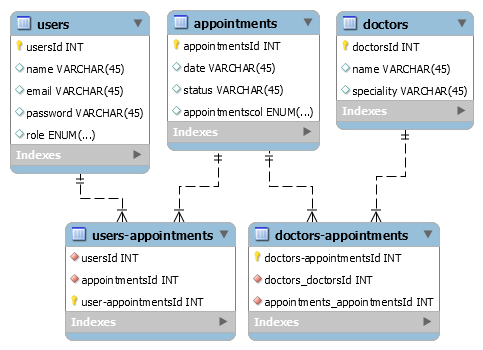 users
usersId INT
name VARCHAR(45)
email VARCHAR(45)
password VARCHAR(45)
role ENUM(...)
Indexes
appointments
appointmentsId INT
date VARCHAR(45)
status VARCHAR(45)
appointmentscol ENUM(...)
Indexes
doctors
doctorsId INT
name VARCHAR(45)
speciality VARCHAR(45)
Indexes
users-appointments
usersId INT
appointmentsId INT
user-appointmentsId INT
Indexes
doctors-appointments
doctors-appointmentsId INT
doctors_doctorsId INT
appointments_appointmentsId INT
Indexes